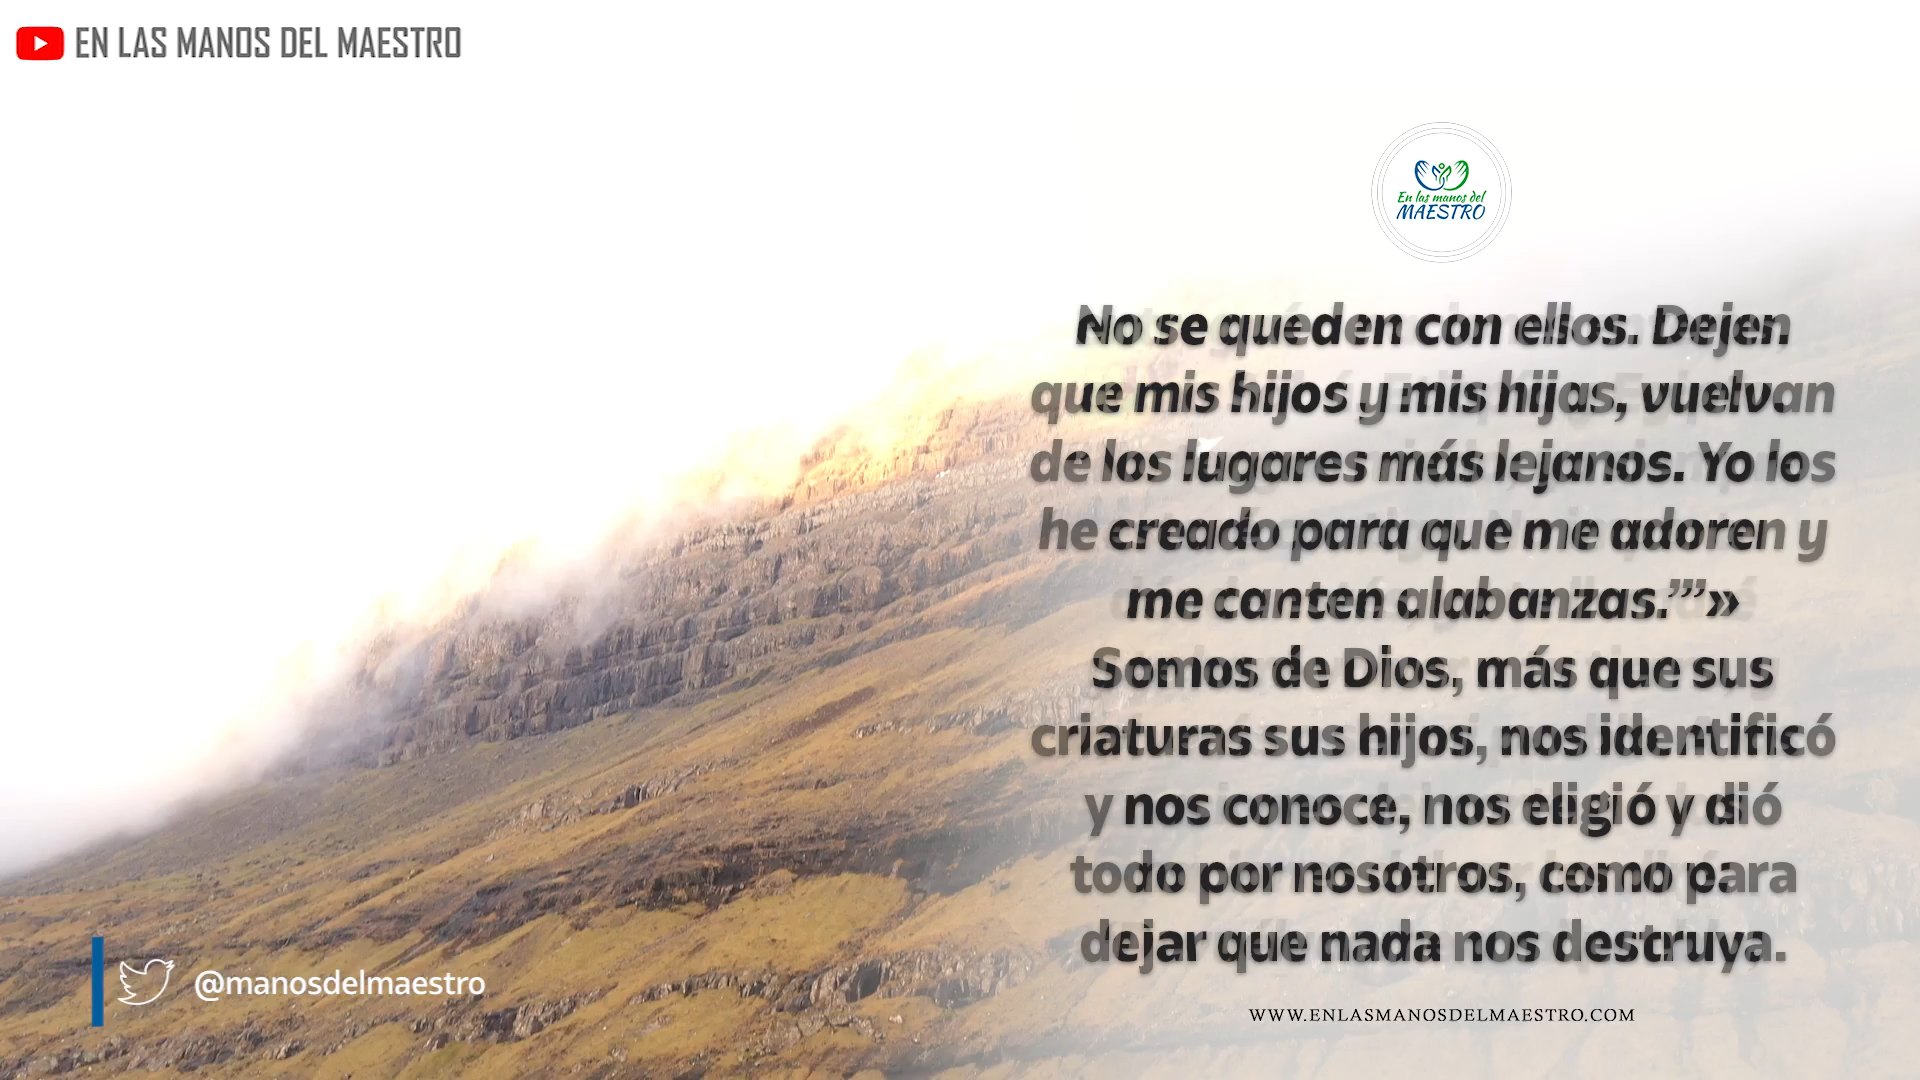 EN LAS MANOS DEL MAESTRO
En las manos del
MAESTRO
No se queden con ellos. Dejen
que mis hijos y mis hijas, vuelvan
de los lugares más lejanos. Yo los
he creado para que me adoren y
me canten alabanzas.”’»
Somos de Dios, más que sus
criaturas sus hijos, nos identificó
y nos conoce, nos eligió y dió
todo por nosotros, como para
dejar que nada nos destruya.
@manosdelmaestro
WWW.ENLASMANOSDELMAESTRO.COM